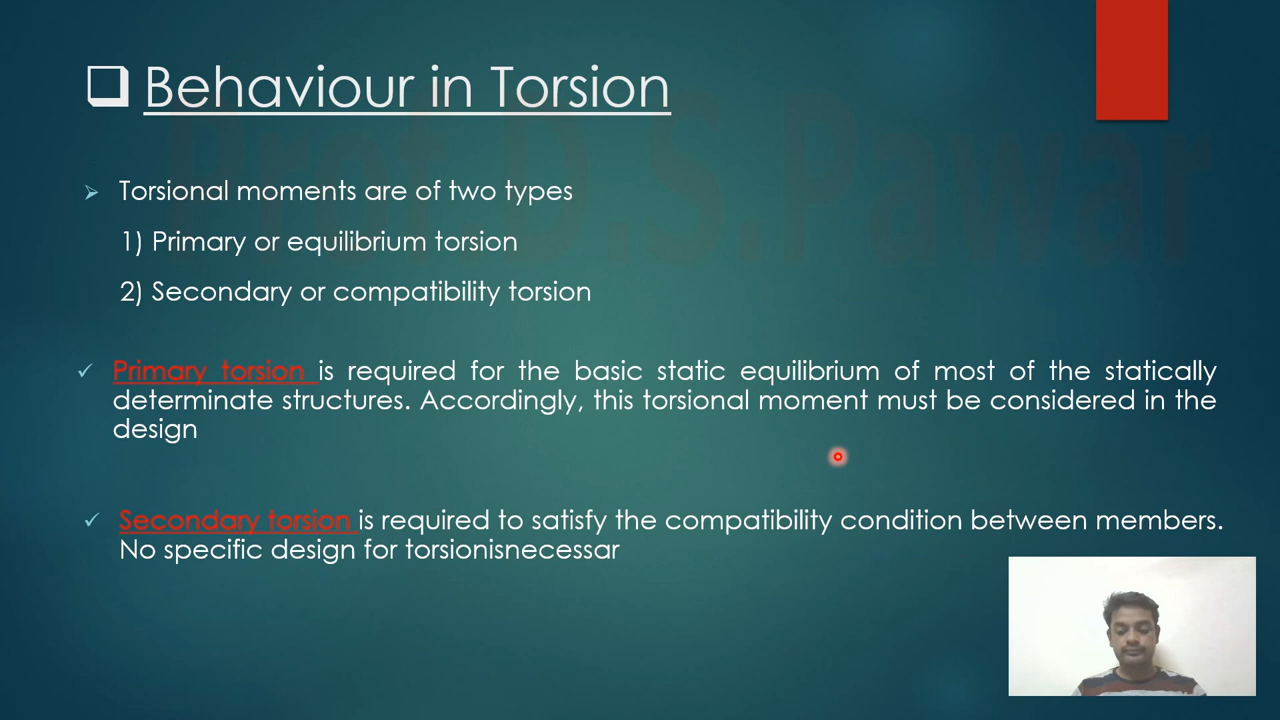 Behaviour in Torsion
Prof.D.S.Pawar
Torsional moments are of two types
1) Primary or equilibrium torsion
2) Secondary or compatibility torsion
Primary torsion is required for the basic static equilibrium of most of the statically
determinate structures. Accordingly, this torsional moment must be considered in the
design
Secondary torsion is required to satisfy the compatibility condition between members.
No specific design for torsionisnecessar